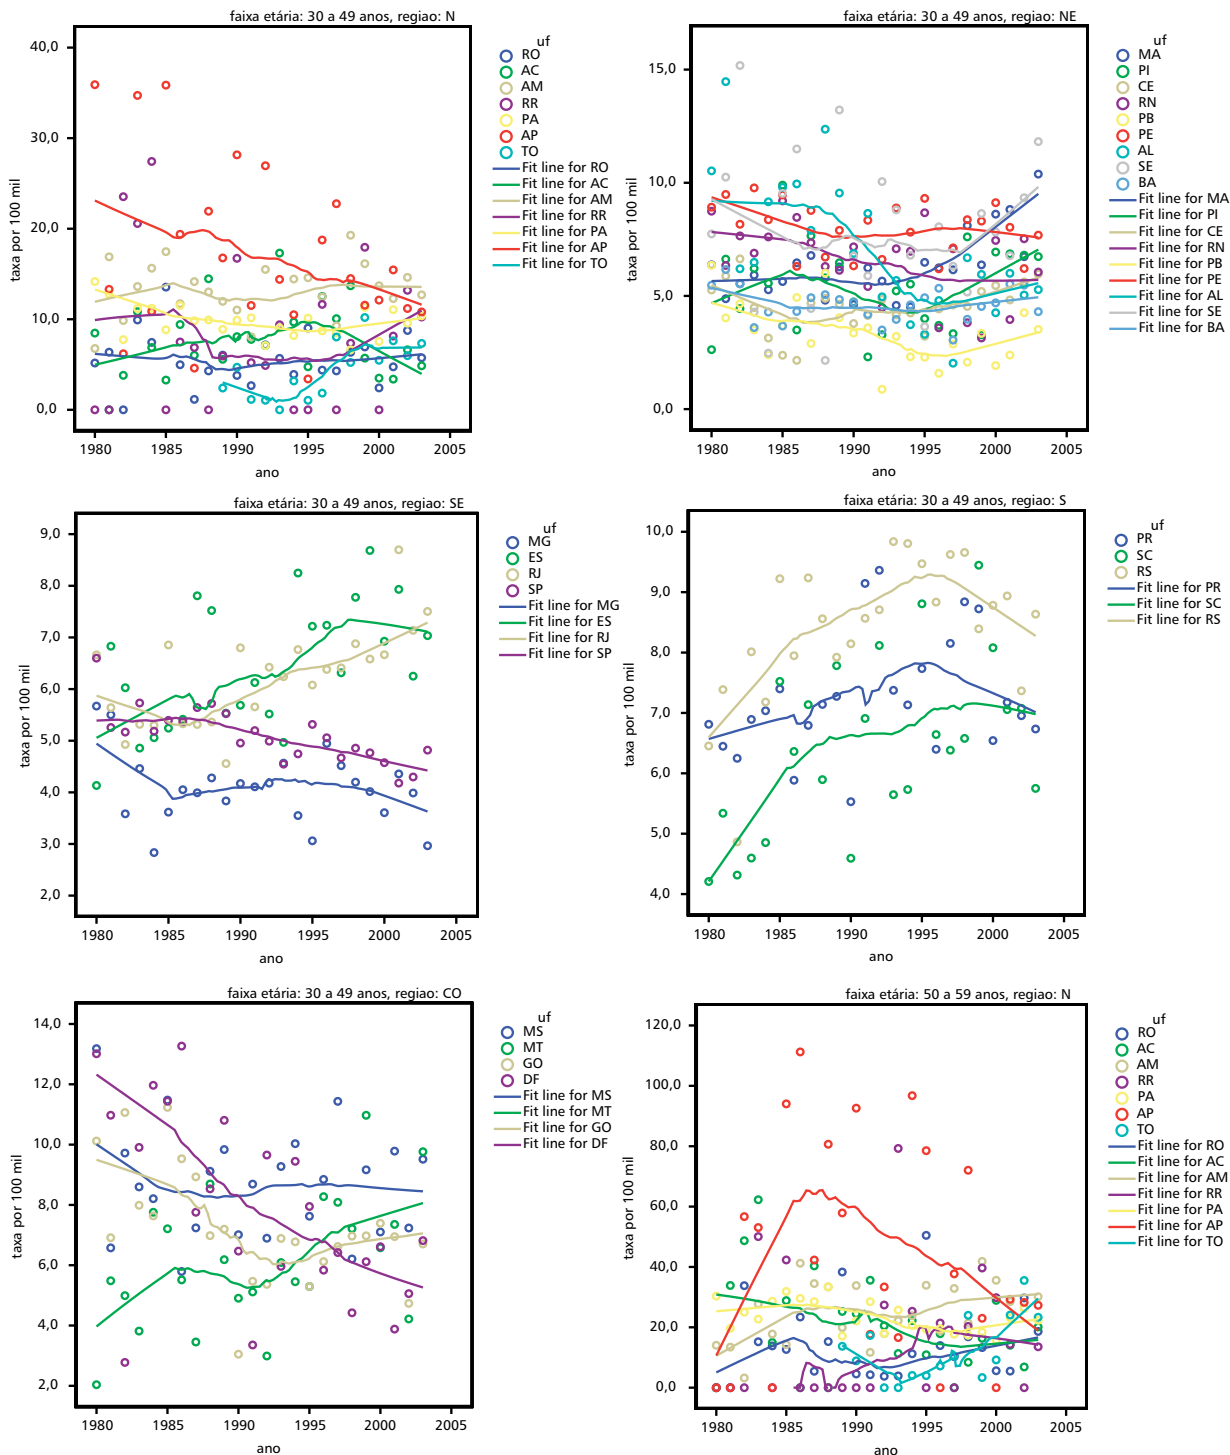 faixa etária: 30 a 49 anos, regiao: N
taxa por 100 mil
40,0
30,0
20,0
10,0
0,0
1980 1985 1990 1995 2000 2005
ano
uf
RO
AC
AM
RR
PA
AP
TO
Fit line for RO
Fit line for AC
Fit line for AM
Fit line for RR
Fit line for PA
Fit line for AP
Fit line for TO
faixa etária: 30 a 49 anos, regiao: NE
taxa por 100 mil
15,0
10,0
5,0
0,0
1980 1985 1990 1995 2000 2005
ano
uf
MA
PI
CE
RN
PB
PE
AL
SE
BA
Fit line for MA
Fit line for PI
Fit line for CE
Fit line for RN
Fit line for PB
Fit line for PE
Fit line for AL
Fit line for SE
Fit line for BA
faixa etária: 30 a 49 anos, regiao: SE
taxa por 100 mil
9,0
8,0
7,0
6,0
5,0
4,0
3,0
2,0
1980 1985 1990 1995 2000 2005
ano
uf
MG
ES
RJ
SP
Fit line for MG
Fit line for ES
Fit line for RJ
Fit line for SP
faixa etária: 30 a 49 anos, regiao: S
taxa por 100 mil
10,0
9,0
8,0
7,0
6,0
5,0
4,0
1980 1985 1990 1995 2000 2005
ano
uf
PR
SC
RS
Fit line for PR
Fit line for SC
Fit line for RS
faixa etária: 30 a 49 anos, regiao: CO
taxa por 100 mil
14,0
12,0
10,0
8,0
6,0
4,0
2,0
1980 1985 1990 1995 2000 2005
ano
uf
MS
MT
GO
DF
Fit line for MS
Fit line for MT
Fit line for GO
Fit line for DF
faixa etária: 50 a 59 anos, regiao: N
taxa por 100 mil
120,0
100,0
80,0
60,0
40,0
20,0
0,0
1980 1985 1990 1995 2000 2005
ano
uf
RO
AC
AM
RR
PA
AP
TO
Fit line for RO
Fit line for AC
Fit line for AM
Fit line for RR
Fit line for PA
Fit line for AP
Fit line for TO